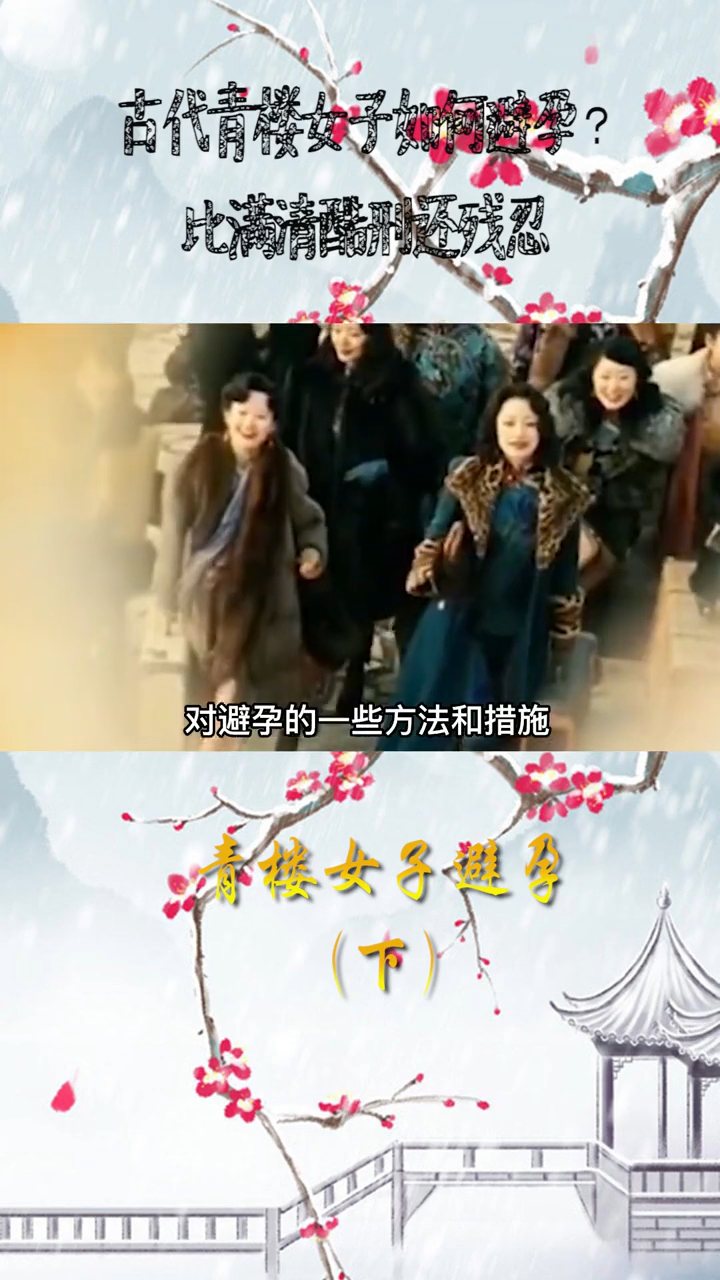 古代青楼女子如何避孕?
比满清酷刑还残忍
对避孕的一些方法和措施
青楼女子避孕
(下)